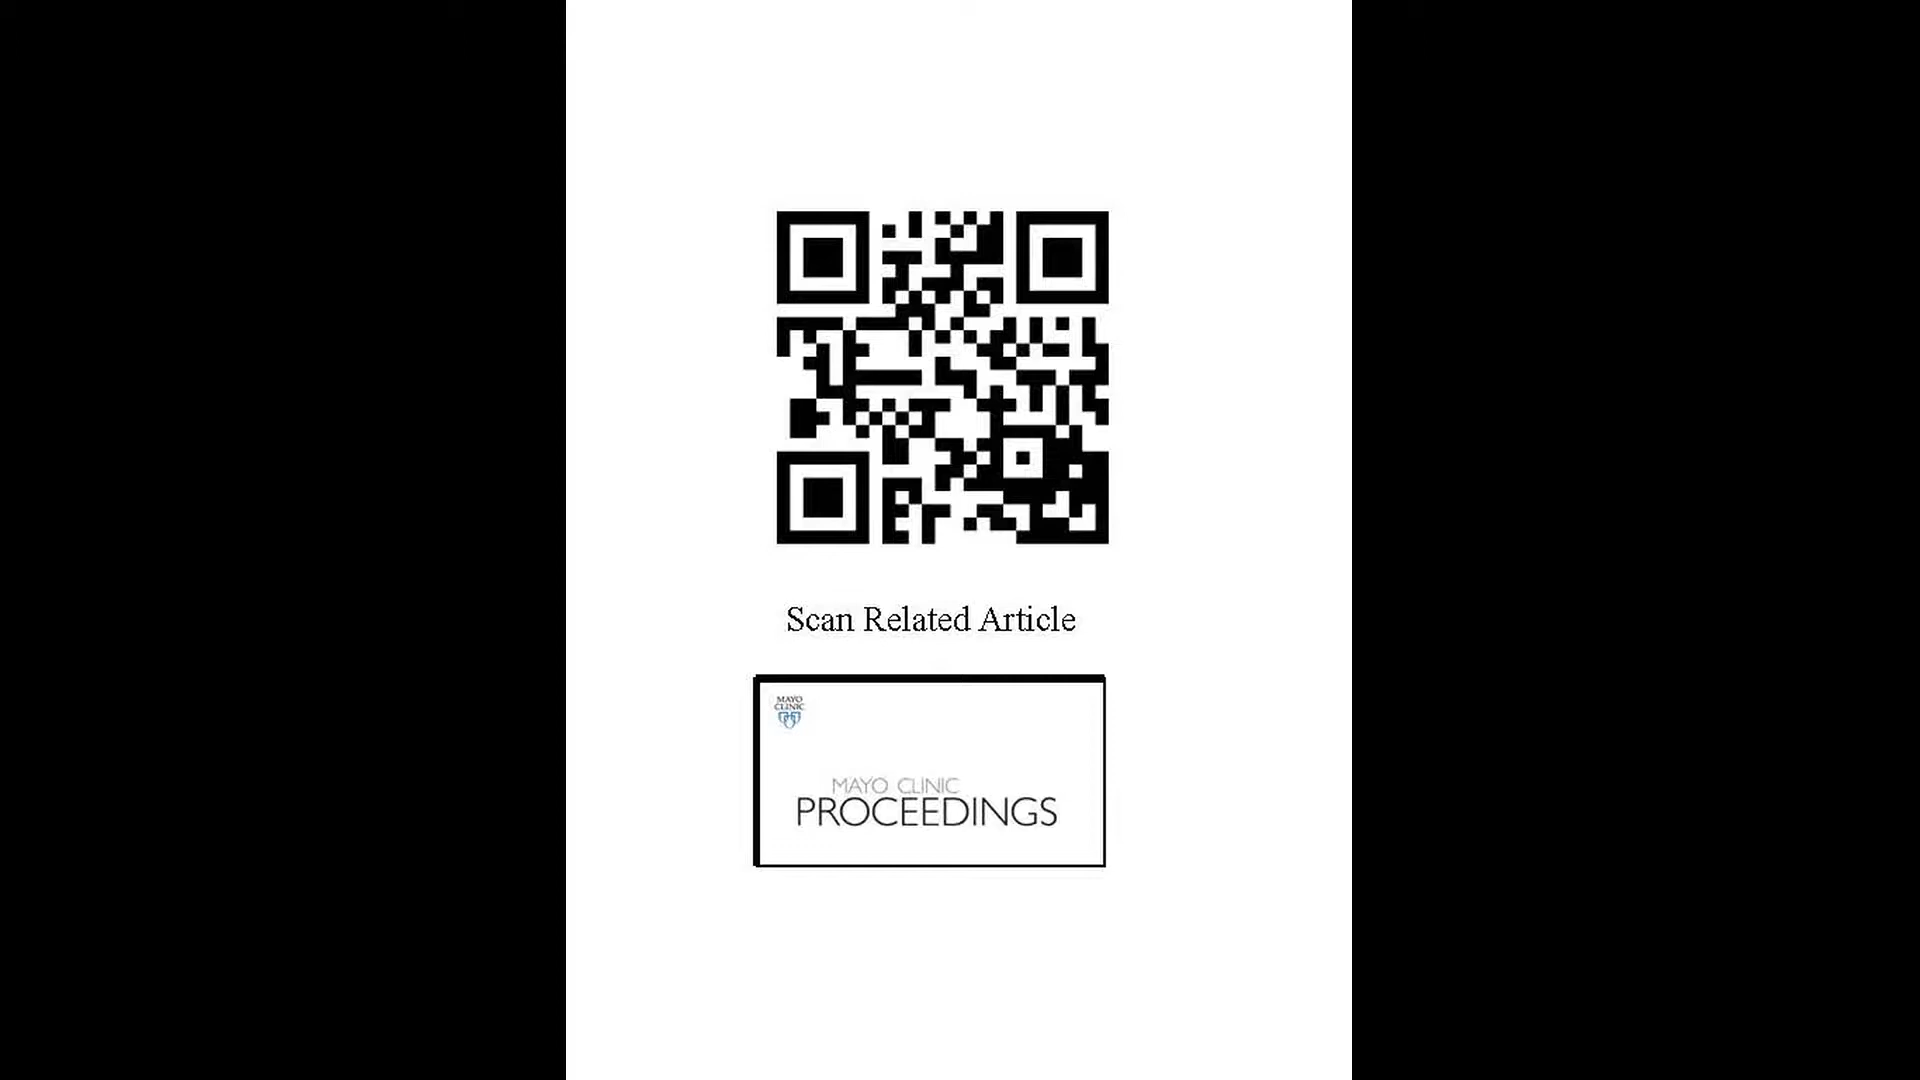 Scan Related Article
MAYO
CLINIC
MAYO CLINIC
PROCEEDINGS